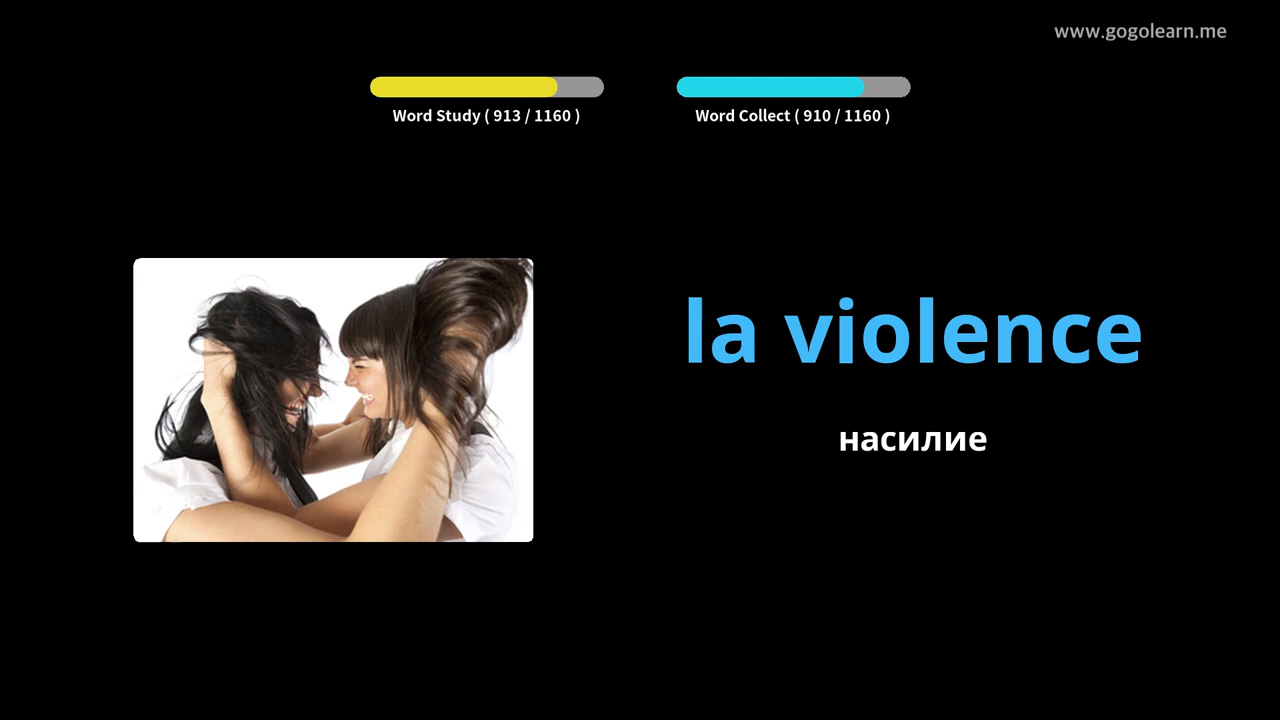 www.gogolearn.me
Word Study ( 913 / 1160 )
Word Collect ( 910 / 1160 )
la violence
насилие